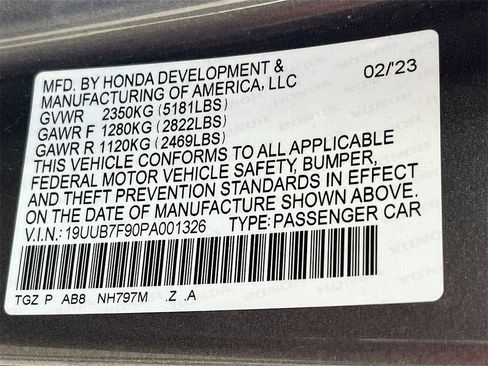 MFD. BY HONDA DEVELOPMENT & 02/23
MANUFACTURING OF AMERICA, LLC
GVWR 2350KG (5181LBS)
GAWR F 1280KG (2822LBS)
GAWR R 1120KG (2469LBS)
THIS VEHICLE CONFORMS TO ALL APPLICABLE
FEDERAL MOTOR VEHICLE SAFETY, BUMPER,
AND THEFT PREVENTION STANDARDS IN EFFECT
ON THE DATE OF MANUFACTURE SHOWN ABOVE.
V.I.N.: 19UUB7F90PA001326 TYPE: PASSENGER CAR
TGZ P AB8 NH797M .Z .A